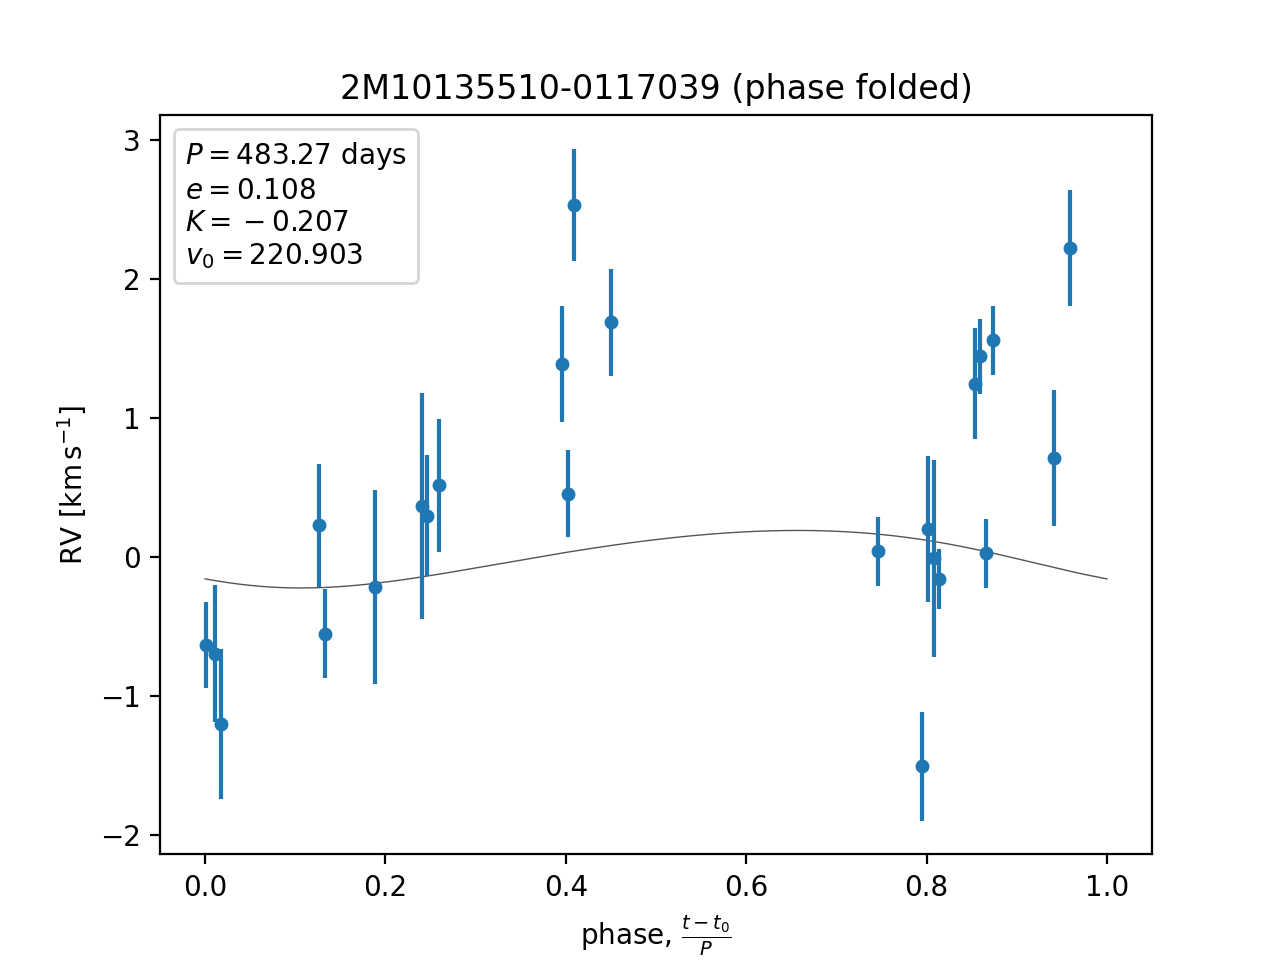 2M10135510-0117039 (phase folded)
P = 483.27 days
e = 0.108
K = −0.207
v₀ = 220.903
3
2
1
0
−1
−2
RV [km s⁻¹]
0.0 0.2 0.4 0.6 0.8 1.0
phase, (t − t₀)/P